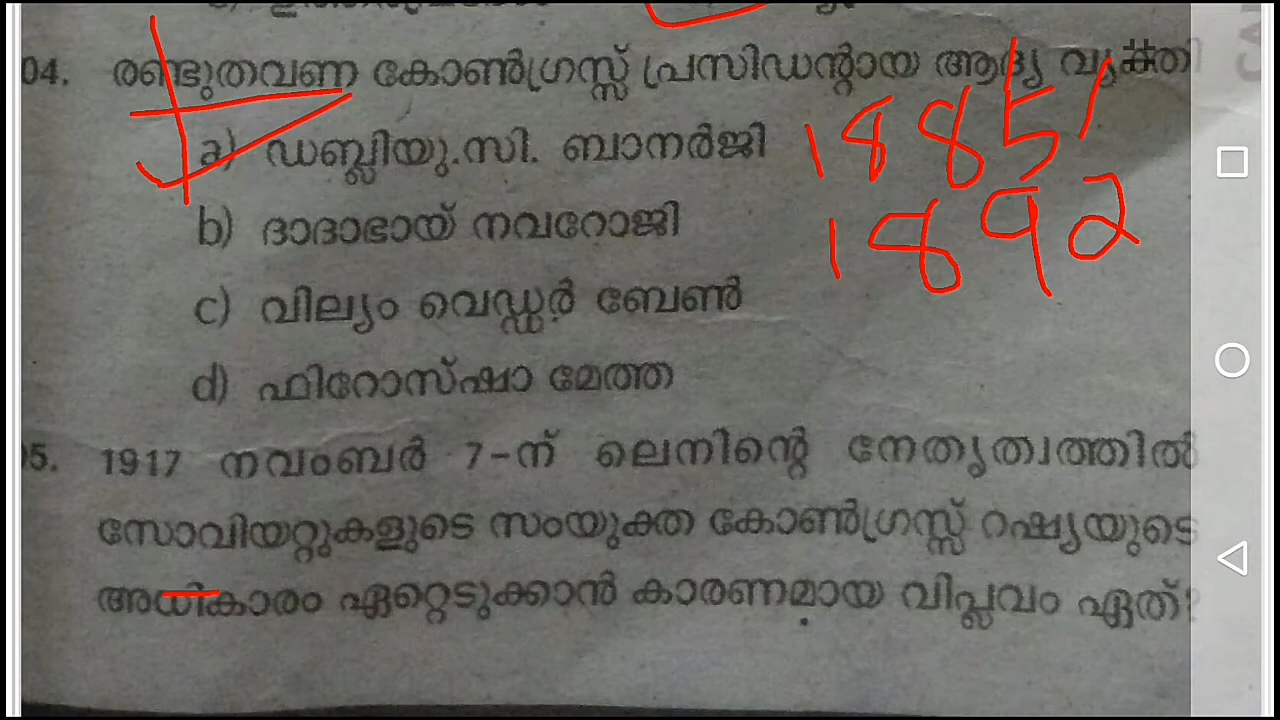 04. രണ്ടുതവണ കോൺഗ്രസ്സ് പ്രസിഡന്റായ ആദ്യ വ്യക്തി
a) ഡബ്ല്യു.സി. ബാനർജി 1885,
b) ദാദാഭായ് നവറോജി 1892
c) വില്യം വെഡ്ഡർ ബേൺ
d) ഫിറോസ്ഷാ മേത്ത
5. 1917 നവംബർ 7-ന് ലെനിന്റെ നേതൃത്വത്തിൽ
സോവിയറ്റുകളുടെ സംയുക്ത കോൺഗ്രസ്സ് റഷ്യയുടെ
അധികാരം ഏറ്റെടുക്കാൻ കാരണമായ വിപ്ലവം ഏത്?